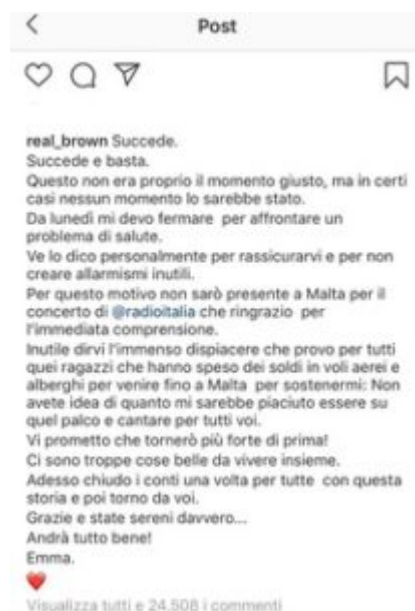 Post
real_brown Succede.
Succede e basta.
Questo non era proprio il momento giusto, ma in certi
casi nessun momento lo sarebbe stato.
Da lunedì mi devo fermare per affrontare un
problema di salute.
Ve lo dico personalmente per rassicurarvi e per non
creare allarmismi inutili.
Per questo motivo non sarò presente a Malta per il
concerto di @radioitalia che ringrazio per
l'immediata comprensione.
Inutile dirvi l'immenso dispiacere che provo per tutti
quei ragazzi che hanno speso dei soldi in voli aerei e
alberghi per venire fino a Malta per sostenermi: Non
avete idea di quanto mi sarebbe piaciuto essere su
quel palco e cantare per tutti voi.
Vi prometto che tornerò più forte di prima!
Ci sono troppe cose belle da vivere insieme.
Adesso chiudo i conti una volta per tutte con questa
storia e poi torno da voi.
Grazie e state sereni davvero...
Andrà tutto bene!
Emma.
❤️
Visualizza tutti e 24.508 i commenti